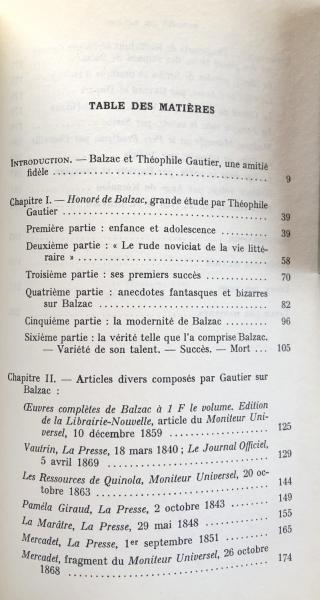 TABLE DES MATIÈRES
INTRODUCTION. — Balzac et Théophile Gautier, une amitié
fidèle .......... 9
Chapitre I. — Honoré de Balzac, grande étude par Théophile
Gautier .......... 39
Première partie : enfance et adolescence .......... 39
Deuxième partie : « Le rude noviciat de la vie litté-
raire » .......... 58
Troisième partie : ses premiers succès .......... 70
Quatrième partie : anecdotes fantasques et bizarres
sur Balzac .......... 82
Cinquième partie : la modernité de Balzac .......... 96
Sixième partie : la vérité telle que l'a comprise Balzac.
— Variété de son talent. — Succès. — Mort ... 105
Chapitre II. — Articles divers composés par Gautier sur
Balzac :
Œuvres complètes de Balzac à 1 F le volume. Edition
de la Librairie-Nouvelle, article du Moniteur Uni-
versel, 10 décembre 1859 .......... 125
Vautrin, La Presse, 18 mars 1840 ; Le Journal Officiel,
5 avril 1869 .......... 129
Les Ressources de Quinola, Moniteur Universel, 20 oc-
tobre 1863 .......... 144
Paméla Giraud, La Presse, 2 octobre 1843 .......... 149
La Marâtre, La Presse, 29 mai 1848 .......... 155
Mercadet, La Presse, 1er septembre 1851 .......... 165
Mercadet, fragment du Moniteur Universel, 26 octobre
1868 .......... 174